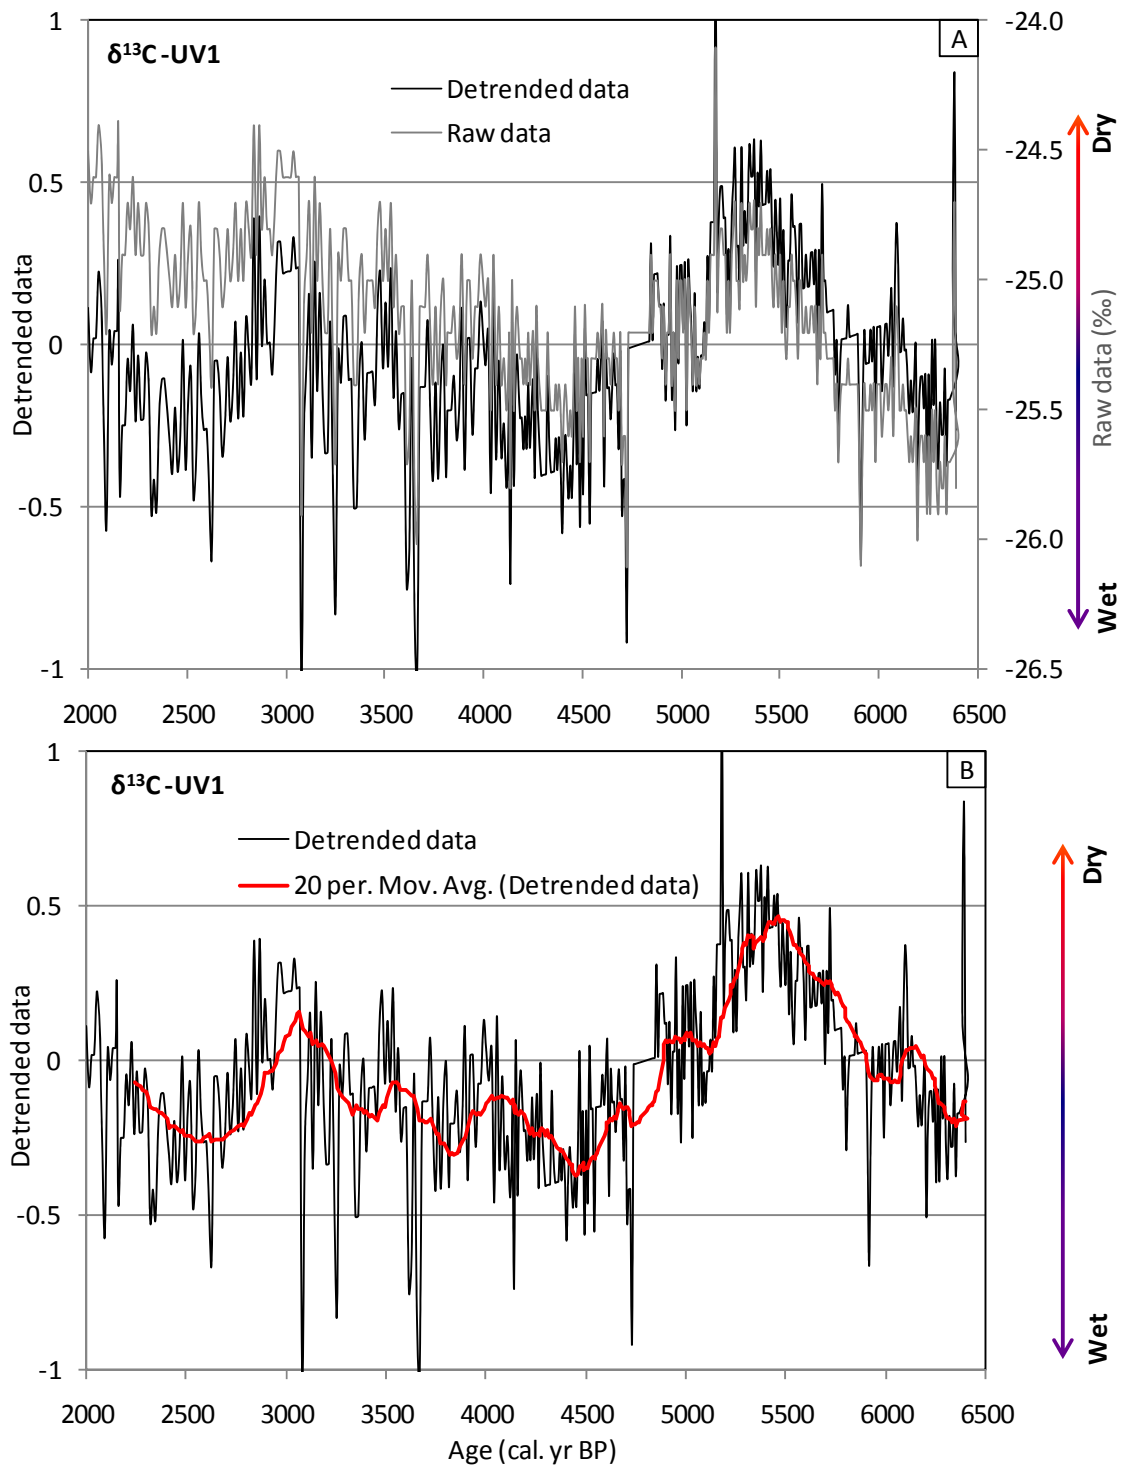 δ¹³C-UV1
A
Detrended data
Raw data
1
0.5
0
-0.5
-1
Detrended data
-24.0
-24.5
-25.0
-25.5
-26.0
-26.5
Raw data (‰)
Dry
Wet
2000 2500 3000 3500 4000 4500 5000 5500 6000 6500
δ¹³C-UV1
B
Detrended data
20 per. Mov. Avg. (Detrended data)
1
0.5
0
-0.5
-1
Detrended data
Dry
Wet
2000 2500 3000 3500 4000 4500 5000 5500 6000 6500
Age (cal. yr BP)